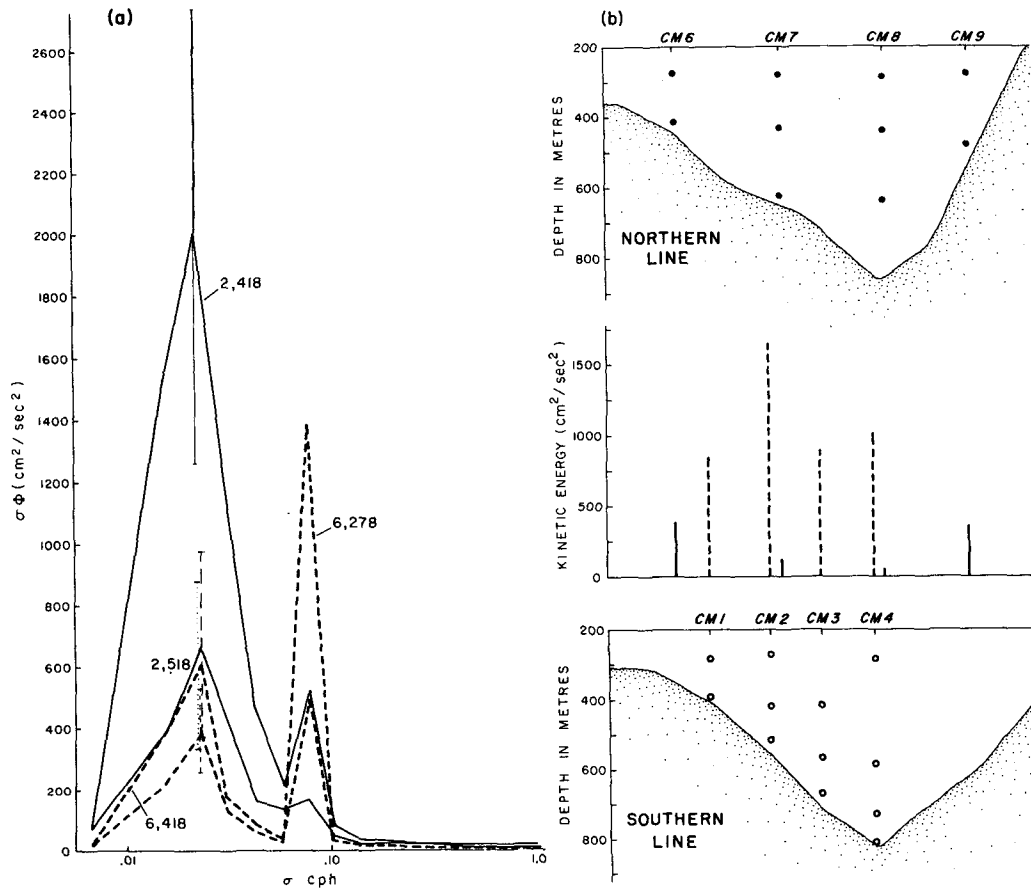 (a)
2600
2400
2200
2000
1800
1600
1400
1200
1000
800
600
400
200
0
σ Φ (cm²/sec²)
2,418
6,278
2,518
6,418
.01
.10
1.0
σ cph
(b)
CM6 CM7 CM8 CM9
200
400
600
800
DEPTH IN METRES
NORTHERN
LINE
1500
1000
500
0
KINETIC ENERGY (cm²/sec²)
CM1 CM2 CM3 CM4
200
400
600
800
DEPTH IN METRES
SOUTHERN
LINE